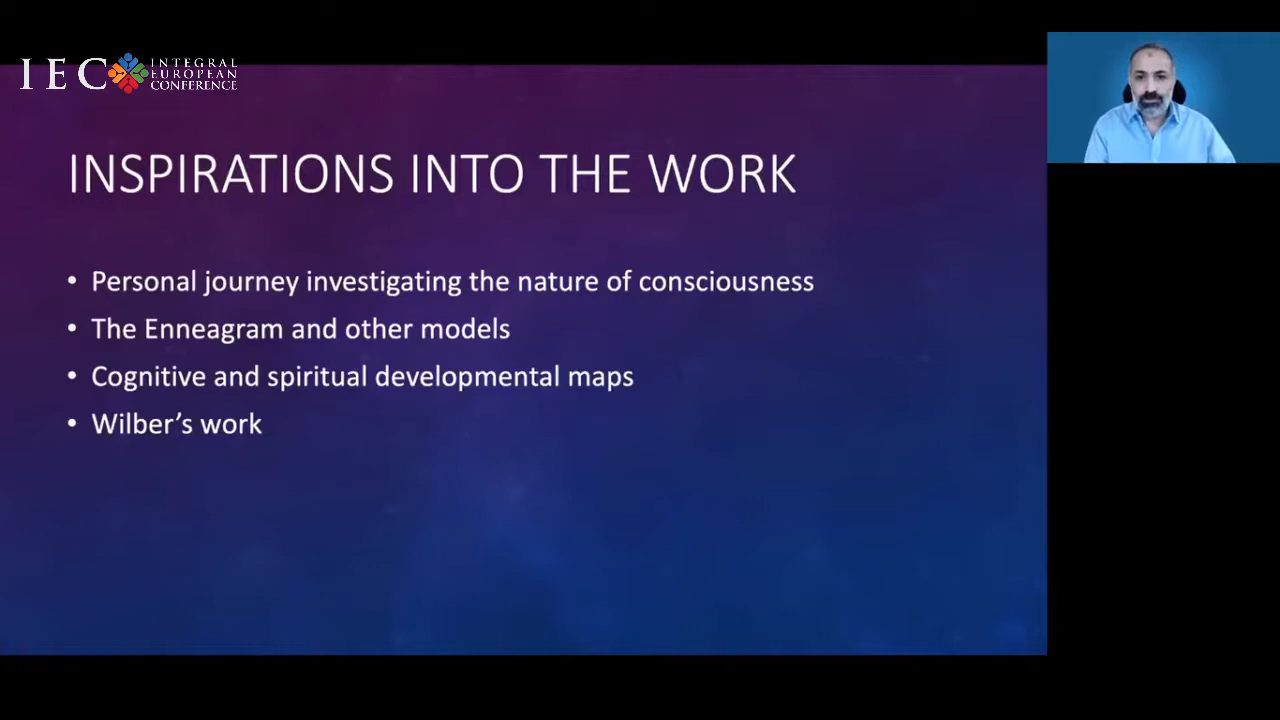 IEC INTEGRAL
EUROPEAN
CONFERENCE
INSPIRATIONS INTO THE WORK
• Personal journey investigating the nature of consciousness
• The Enneagram and other models
• Cognitive and spiritual developmental maps
• Wilber’s work